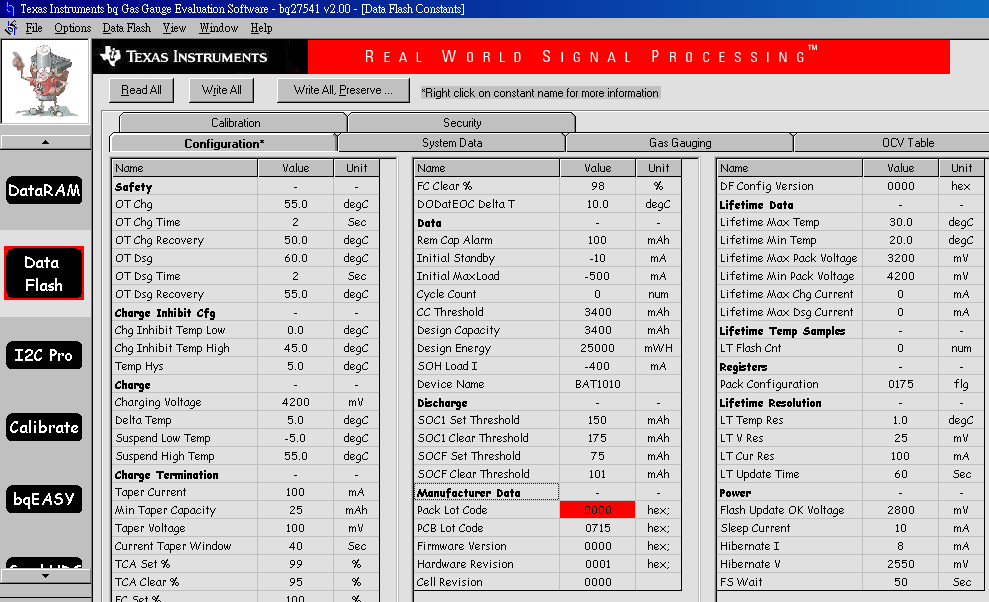 Texas Instruments bq Gas Gauge Evaluation Software - bq27541 v2.00 - [Data Flash Constants]
File Options Data Flash View Window Help
TEXAS INSTRUMENTS REAL WORLD SIGNAL PROCESSING™
Read All Write All Write All, Preserve ... *Right click on constant name for more information
Calibration Security
Configuration* System Data Gas Gauging OCV Table
DataRAM
Data
Flash
I2C Pro
Calibrate
bqEASY
Name Value Unit
Safety - -
OT Chg 55.0 degC
OT Chg Time 2 Sec
OT Chg Recovery 50.0 degC
OT Dsg 60.0 degC
OT Dsg Time 2 Sec
OT Dsg Recovery 55.0 degC
Charge Inhibit Cfg - -
Chg Inhibit Temp Low 0.0 degC
Chg Inhibit Temp High 45.0 degC
Temp Hys 5.0 degC
Charge - -
Charging Voltage 4200 mV
Delta Temp 5.0 degC
Suspend Low Temp -5.0 degC
Suspend High Temp 55.0 degC
Charge Termination - -
Taper Current 100 mA
Min Taper Capacity 25 mAh
Taper Voltage 100 mV
Current Taper Window 40 Sec
TCA Set % 99 %
TCA Clear % 95 %
FC Set % 100 %
Name Value Unit
FC Clear % 98 %
DODatEOC Delta T 10.0 degC
Data - -
Rem Cap Alarm 100 mAh
Initial Standby -10 mA
Initial MaxLoad -500 mA
Cycle Count 0 num
CC Threshold 3400 mAh
Design Capacity 3400 mAh
Design Energy 25000 mWH
SOH Load I -400 mA
Device Name BAT1010
Discharge - -
SOC1 Set Threshold 150 mAh
SOC1 Clear Threshold 175 mAh
SOCF Set Threshold 75 mAh
SOCF Clear Threshold 101 mAh
Manufacturer Data - -
Pack Lot Code 0000 hex;
PCB Lot Code 0715 hex;
Firmware Version 0000 hex;
Hardware Revision 0001 hex;
Cell Revision 0000
Name Value Unit
DF Config Version 0000 hex
Lifetime Data - -
Lifetime Max Temp 30.0 degC
Lifetime Min Temp 20.0 degC
Lifetime Max Pack Voltage 3200 mV
Lifetime Min Pack Voltage 4200 mV
Lifetime Max Chg Current 0 mA
Lifetime Max Dsg Current 0 mA
Lifetime Temp Samples - -
LT Flash Cnt 0 num
Registers - -
Pack Configuration 0175 flg
Lifetime Resolution - -
LT Temp Res 1.0 degC
LT V Res 25 mV
LT Cur Res 100 mA
LT Update Time 60 Sec
Power - -
Flash Update OK Voltage 2800 mV
Sleep Current 10 mA
Hibernate I 8 mA
Hibernate V 2550 mV
FS Wait 50 Sec